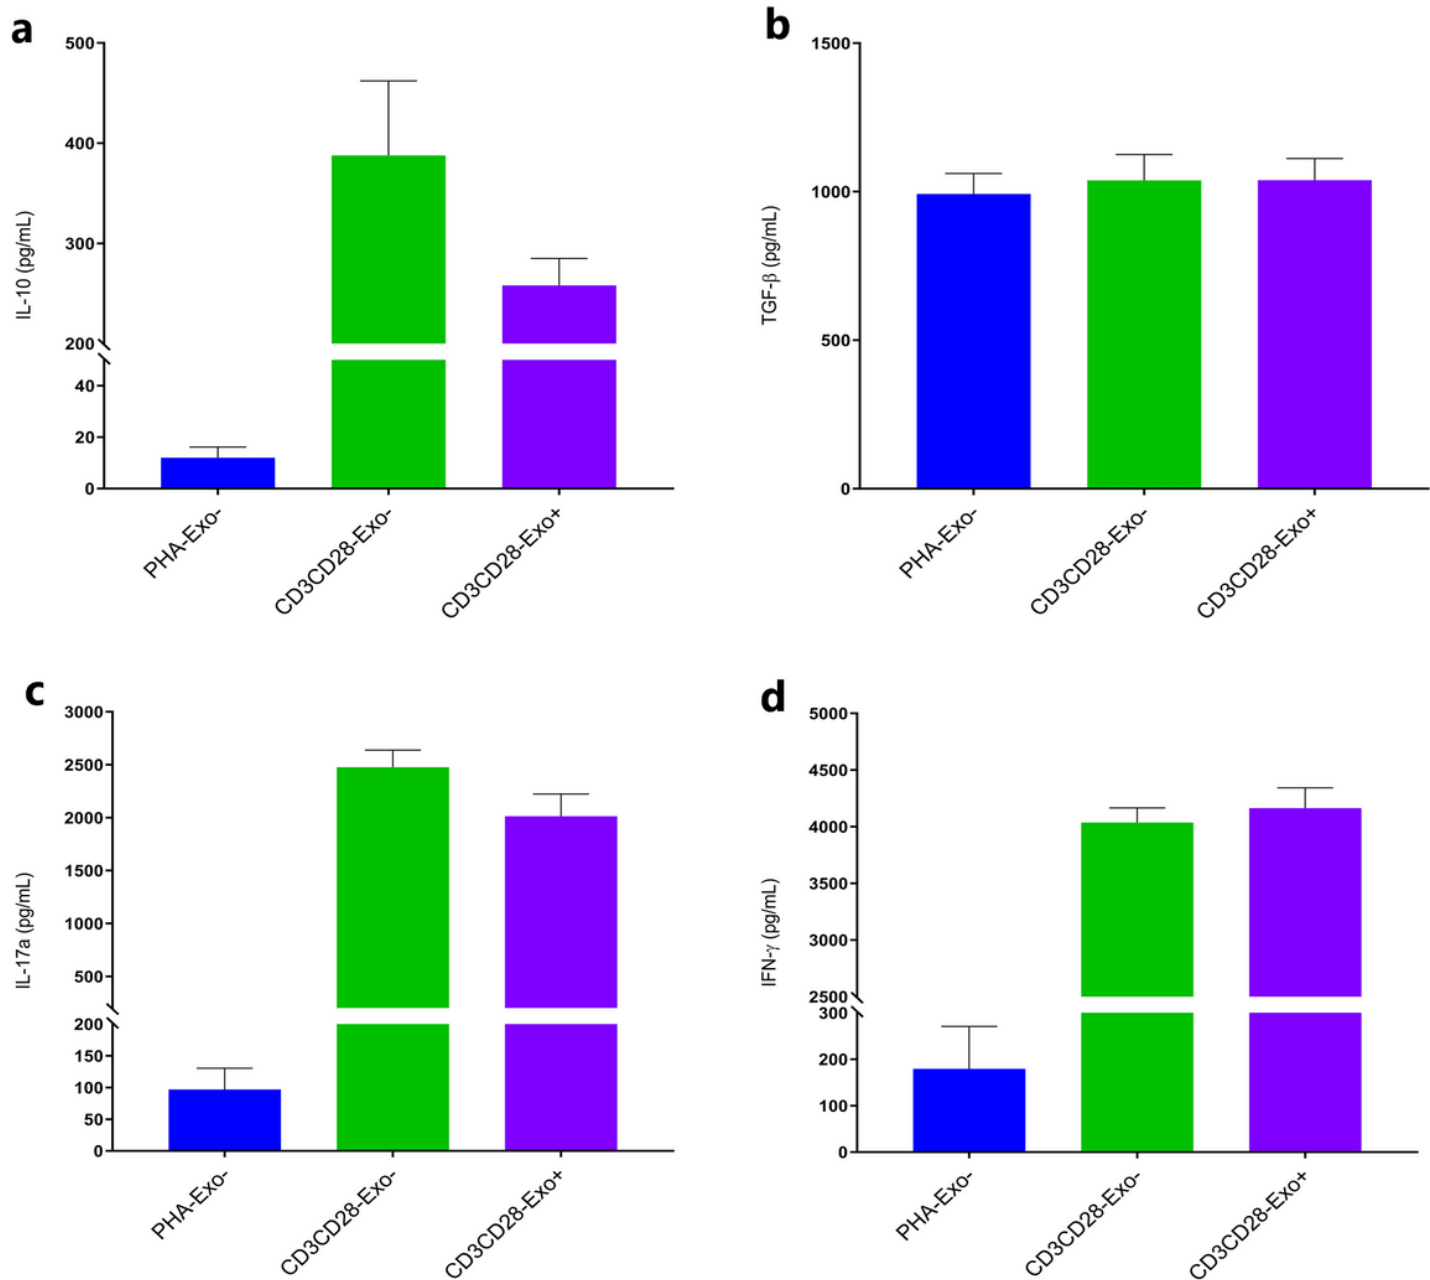 a
500
400
300
200
40
20
0
IL-10 (pg/mL)
PHA-Exo-
CD3CD28-Exo-
CD3CD28-Exo+
b
1500
1000
500
0
TGF-β (pg/mL)
PHA-Exo-
CD3CD28-Exo-
CD3CD28-Exo+
c
3000
2500
2000
1500
1000
500
200
150
100
50
0
IL-17a (pg/mL)
PHA-Exo-
CD3CD28-Exo-
CD3CD28-Exo+
d
5000
4500
4000
3500
3000
2500
300
200
100
0
IFN-γ (pg/mL)
PHA-Exo-
CD3CD28-Exo-
CD3CD28-Exo+